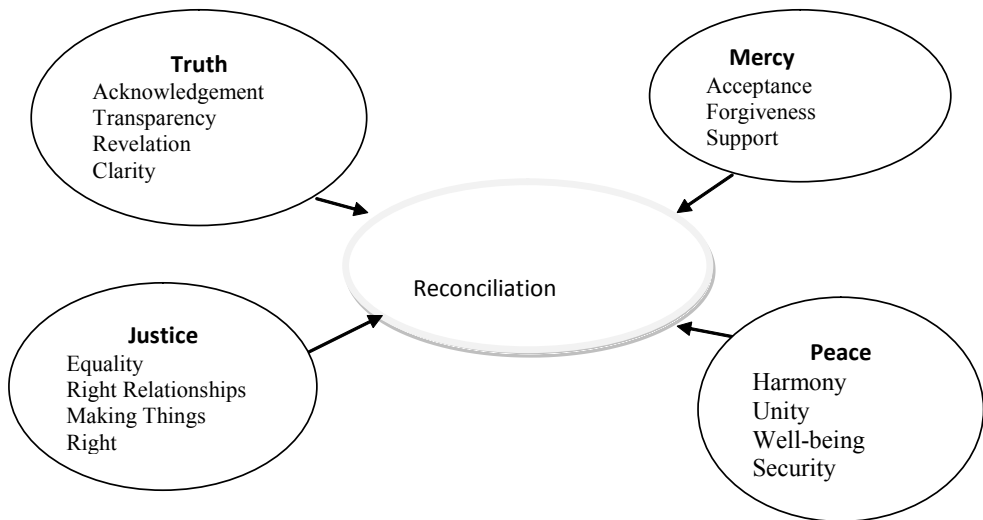 Truth
Acknowledgement
Transparency
Revelation
Clarity
Mercy
Acceptance
Forgiveness
Support
Reconciliation
Justice
Equality
Right Relationships
Making Things
Right
Peace
Harmony
Unity
Well-being
Security